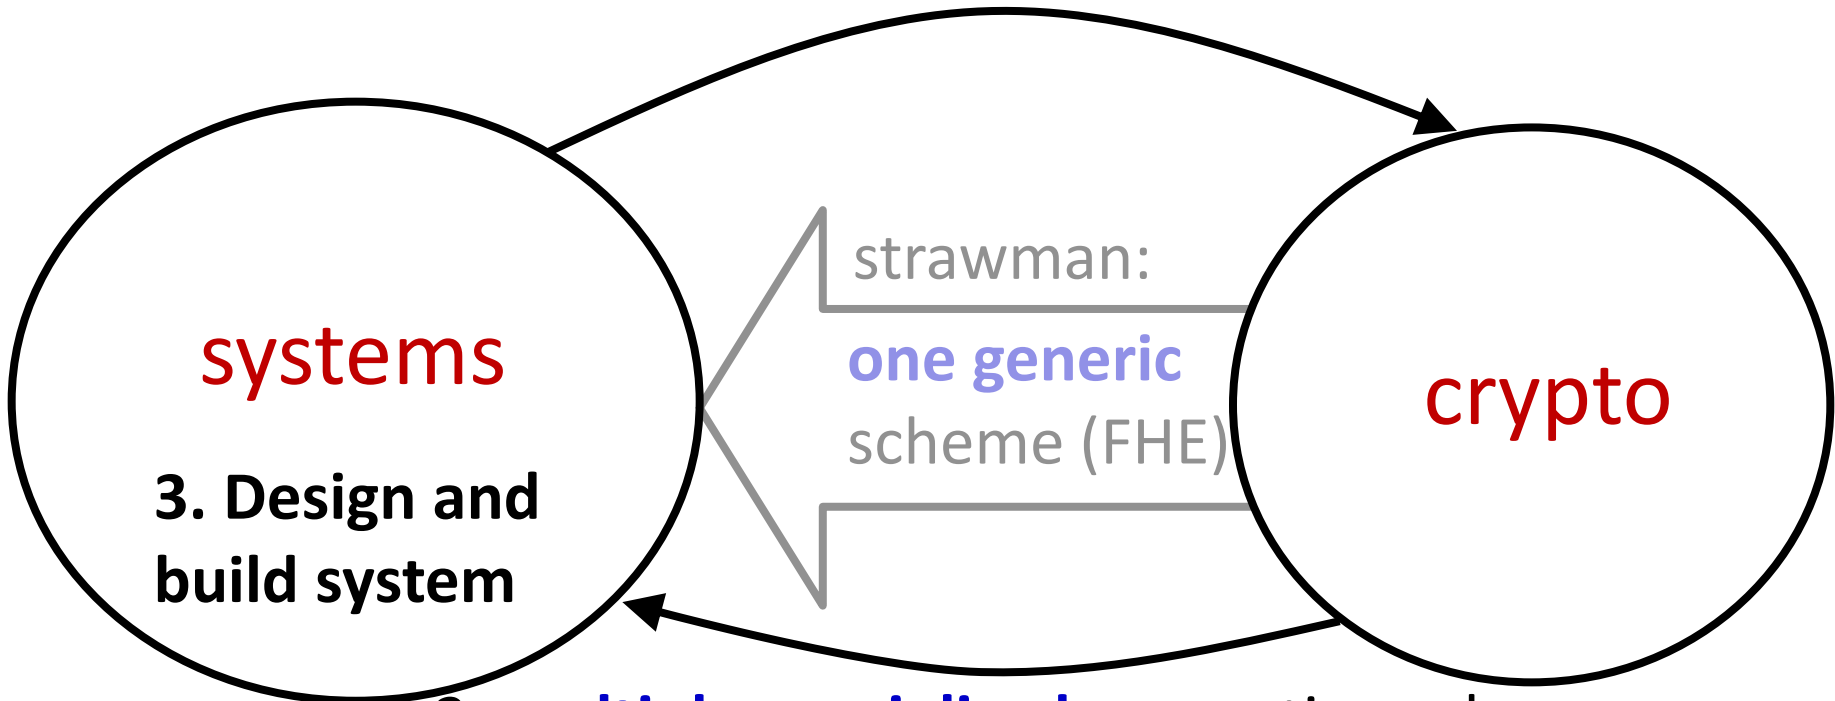 strawman:
one generic
scheme (FHE)
systems
crypto
3. Design and
build system